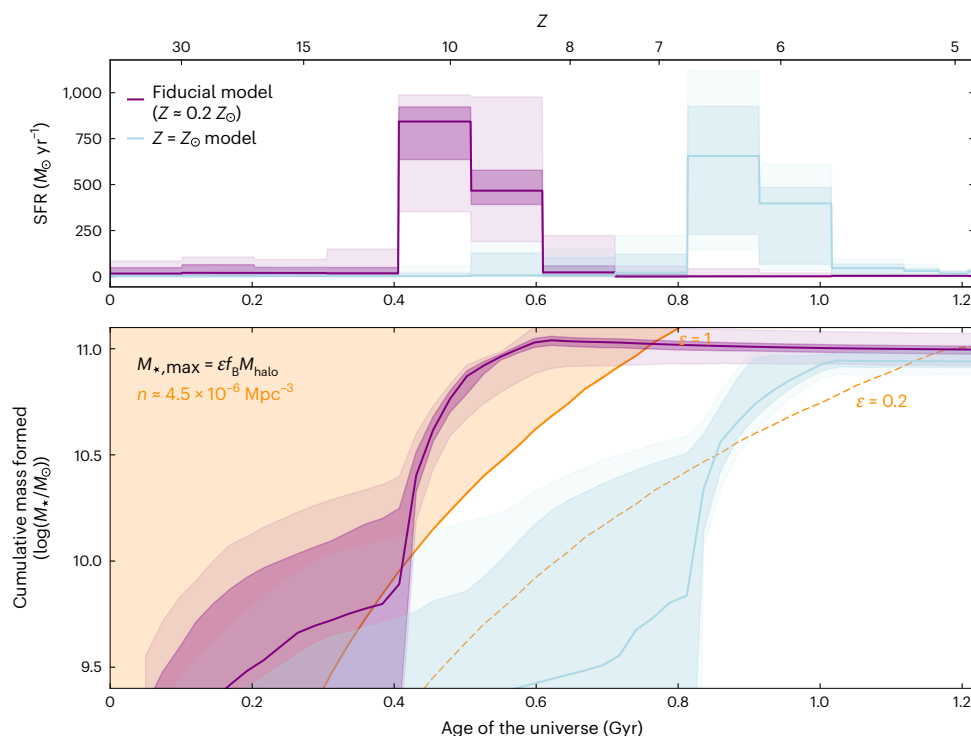 Z
30 15 10 8 7 6 5
Fiducial model
(Z ≈ 0.2 Z⊙)
Z = Z⊙ model
SFR (M⊙ yr⁻¹)
1,000
750
500
250
0
0 0.2 0.4 0.6 0.8 1.0 1.2
M⋆,max = εf_B M_halo
n ≈ 4.5 × 10⁻⁶ Mpc⁻³
ε = 1
ε = 0.2
Cumulative mass formed
(log(M⋆/M⊙))
11.0
10.5
10.0
9.5
0 0.2 0.4 0.6 0.8 1.0 1.2
Age of the universe (Gyr)